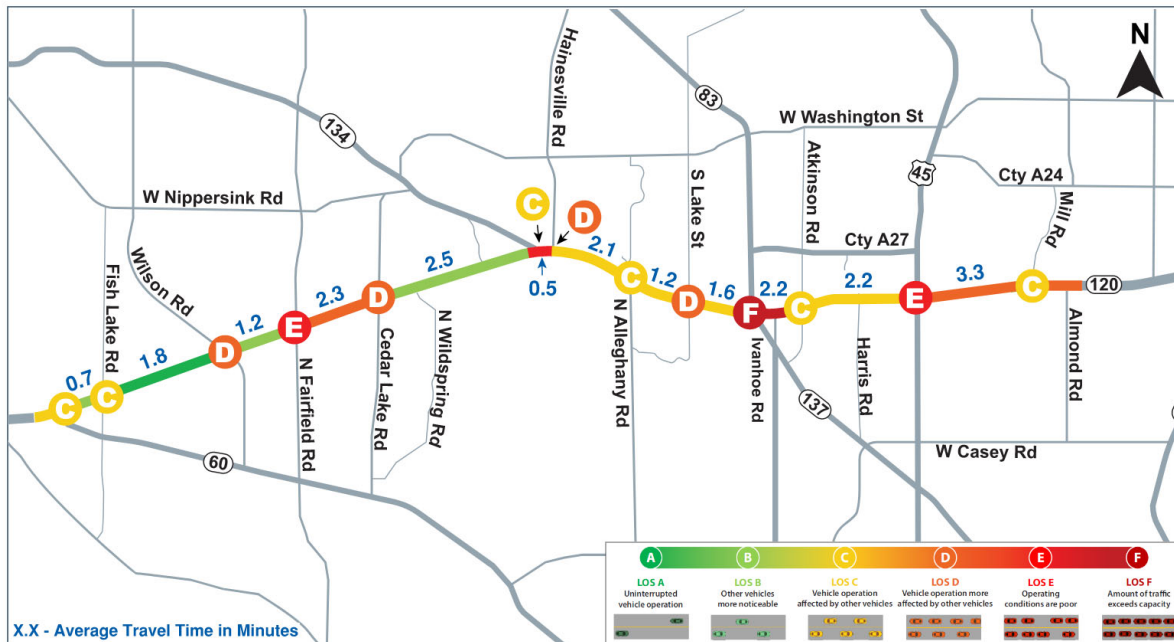 N
Hainesville Rd
83
W Washington St
134
45
Atkinson Rd
Cty A24
S Lake St
Mill Rd
W Nippersink Rd
C
D
Cty A27
Wilson Rd
2.5
2.1
Fish Lake Rd
2.3
D
0.5
C
1.2
D
1.6
2.2
2.2
3.3
C
120
1.2
E
F
C
E
1.8
D
0.7
C
C
N Fairfield Rd
Cedar Lake Rd
N Wildspring Rd
N Alleghany Rd
Ivanhoe Rd
Harris Rd
Almond Rd
137
60
W Casey Rd
A
B
C
D
E
F
LOS A
LOS B
LOS C
LOS D
LOS E
LOS F
Uninterrupted
vehicle operation
Other vehicles
more noticeable
Vehicle operation
affected by other vehicles
Vehicle operation more
affected by other vehicles
Operating
conditions are poor
Amount of traffic
exceeds capacity
X.X - Average Travel Time in Minutes